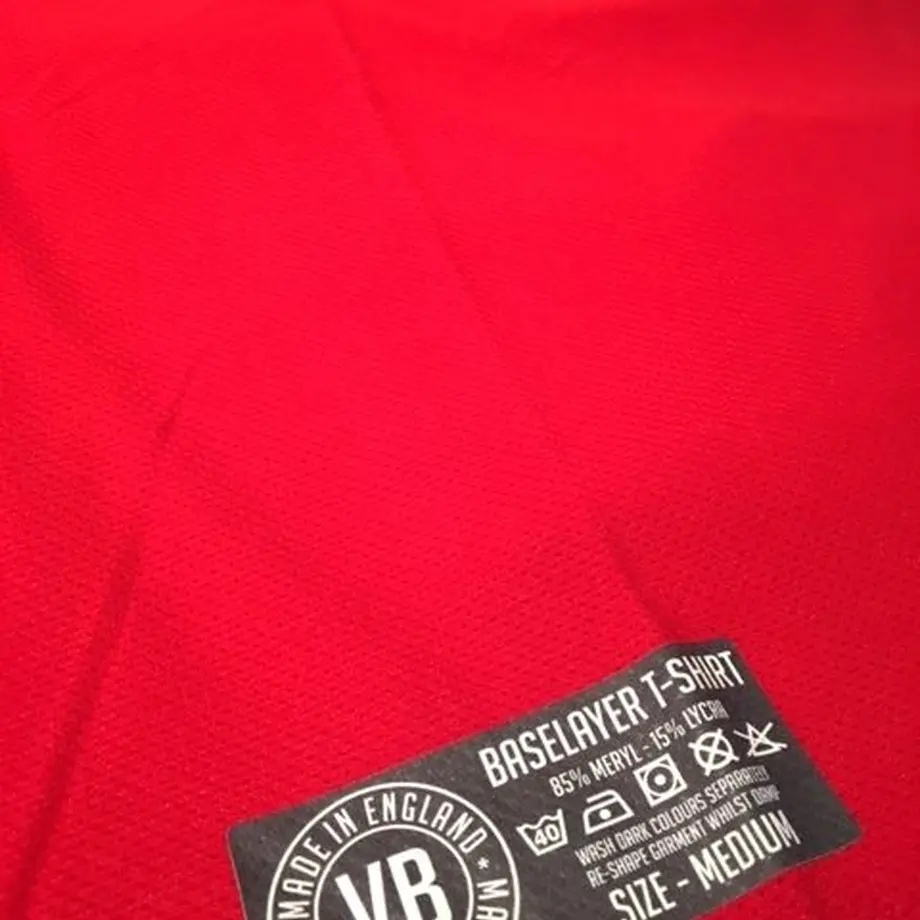 BASELAYER T-SHIRT
85% MERYL - 15% LYCRA
40
WASH DARK COLOURS SEPARATELY
RE-SHAPE GARMENT WHILST DAMP
SIZE - MEDIUM
MADE IN ENGLAND * MA
VB